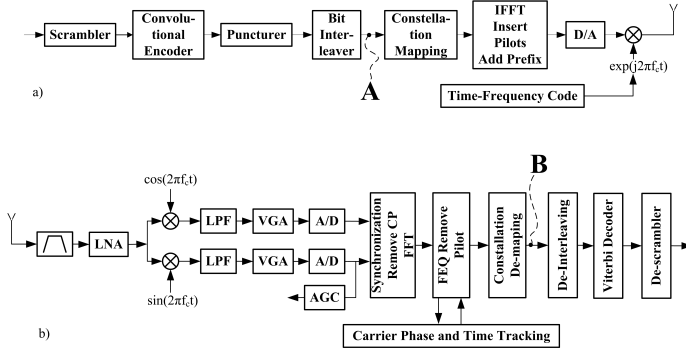 Scrambler
Convolu-
tional
Encoder
Puncturer
Bit
Inter-
leaver
A
Constella-
tion
Mapping
IFFT
Insert
Pilots
Add Prefix
D/A
exp(j2πfct)
Time-Frequency Code
a)
cos(2πfct)
LNA
sin(2πfct)
LPF
VGA
A/D
LPF
VGA
A/D
AGC
Synchronization
Remove CP
FFT
FEQ Remove
Pilot
Constallation
De-maping
B
De-Interleaving
Viterbi Decoder
De-scrambler
Carrier Phase and Time Tracking
b)